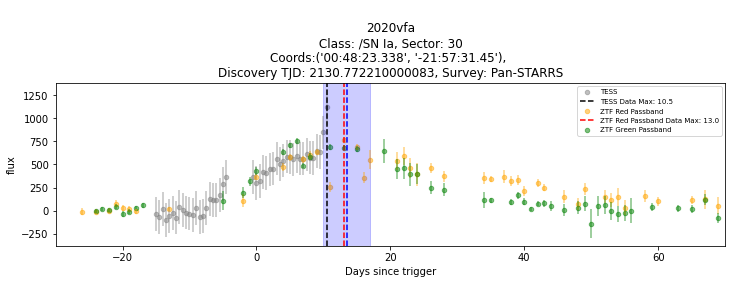 2020vfa
Class: /SN Ia, Sector: 30
Coords:('00:48:23.338', '-21:57:31.45'),
Discovery TJD: 2130.772210000083, Survey: Pan-STARRS
1250
1000
750
500
250
0
−250
flux
TESS
TESS Data Max: 10.5
ZTF Red Passband
ZTF Red Passband Data Max: 13.0
ZTF Green Passband
−20 0 20 40 60
Days since trigger